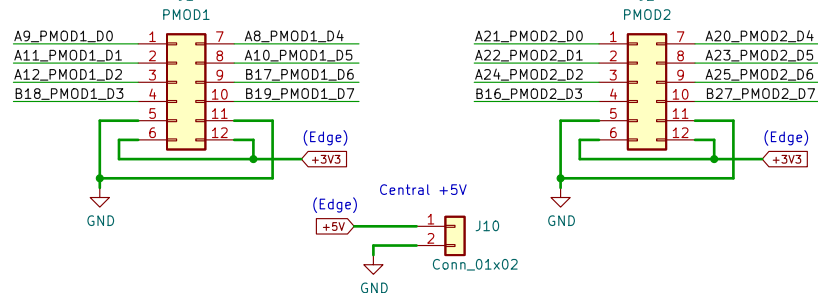 PMOD1
PMOD2
A9_PMOD1_D0 1 7 A8_PMOD1_D4
A11_PMOD1_D1 2 8 A10_PMOD1_D5
A12_PMOD1_D2 3 9 B17_PMOD1_D6
B18_PMOD1_D3 4 10 B19_PMOD1_D7
5 11
6 12
(Edge)
+3V3
GND
A21_PMOD2_D0 1 7 A20_PMOD2_D4
A22_PMOD2_D1 2 8 A23_PMOD2_D5
A24_PMOD2_D2 3 9 A25_PMOD2_D6
B16_PMOD2_D3 4 10 B27_PMOD2_D7
5 11
6 12
(Edge)
+3V3
GND
Central +5V
(Edge)
+5V 1 J10
2
Conn_01x02
GND